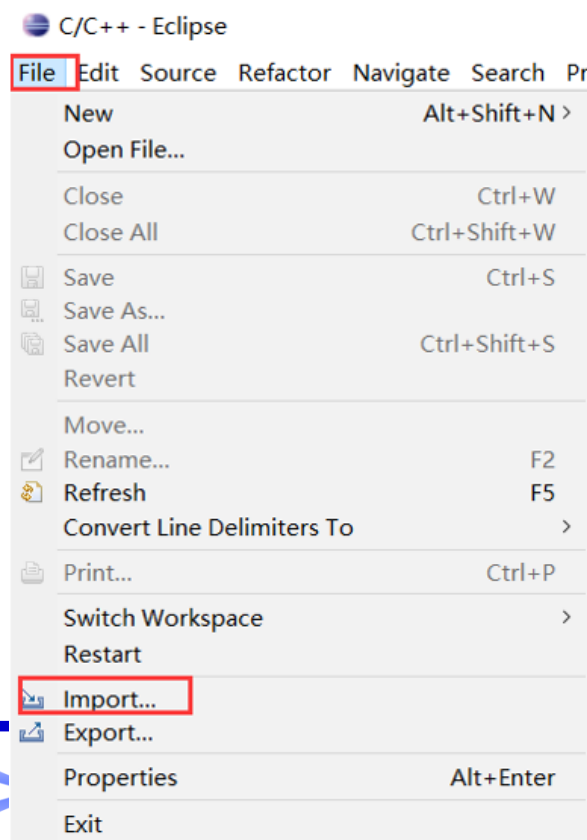 C/C++ - Eclipse
File Edit Source Refactor Navigate Search Pr
New Alt+Shift+N >
Open File...
Close Ctrl+W
Close All Ctrl+Shift+W
Save Ctrl+S
Save As...
Save All Ctrl+Shift+S
Revert
Move...
Rename... F2
Refresh F5
Convert Line Delimiters To >
Print... Ctrl+P
Switch Workspace >
Restart
Import...
Export...
Properties Alt+Enter
Exit